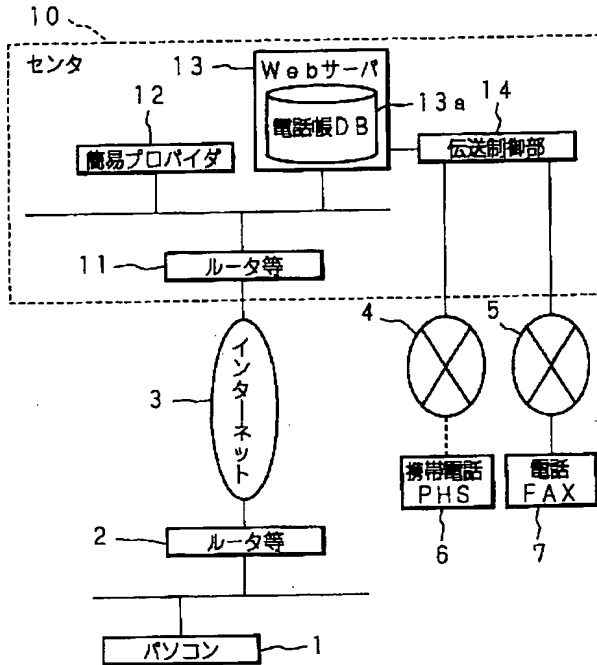 10
センタ
12
簡易プロバイダ
13
Webサーバ
13a
電話帳DB
14
伝送制御部
11
ルータ等
3
インターネット
4
5
携帯電話
PHS
6
電話
FAX
7
2
ルータ等
パソコン
1